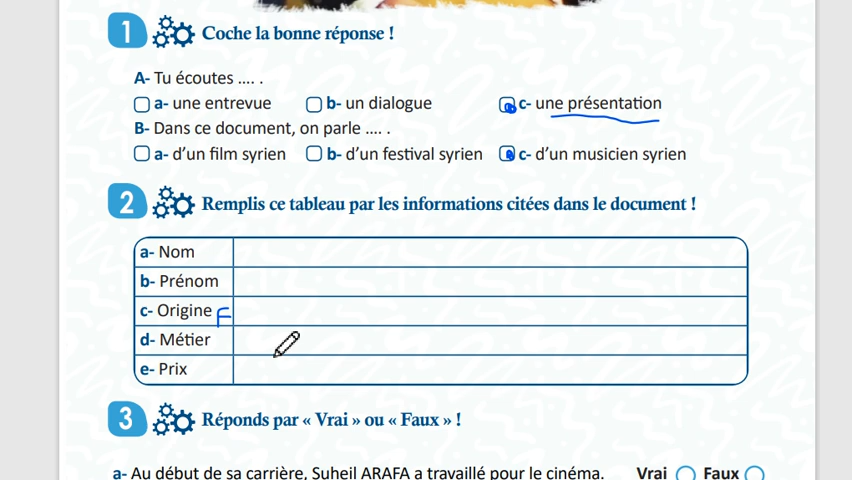 1 Coche la bonne réponse !
A- Tu écoutes .... .
a- une entrevue b- un dialogue c- une présentation
B- Dans ce document, on parle .... .
a- d’un film syrien b- d’un festival syrien c- d’un musicien syrien
2 Remplis ce tableau par les informations citées dans le document !
a- Nom
b- Prénom
c- Origine F
d- Métier
e- Prix
3 Réponds par « Vrai » ou « Faux » !
a- Au début de sa carrière, Suheil ARAFA a travaillé pour le cinéma. Vrai Faux